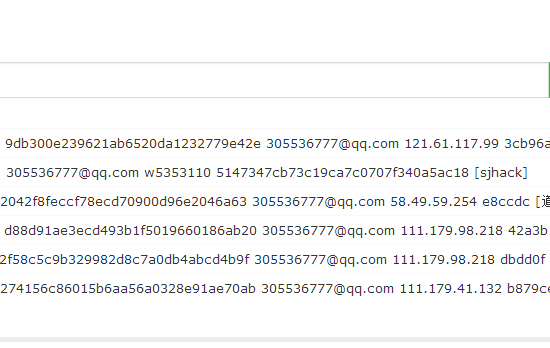 9db300e239621ab6520da1232779e42e 305536777@qq.com 121.61.117.99 3cb96a
305536777@qq.com w5353110 5147347cb73c19ca7c0707f340a5ac18 [sjhack]
2042f8feccf78ecd70900d96e2046a63 305536777@qq.com 58.49.59.254 e8ccdc [道
d88d91ae3ecd493b1f5019660186ab20 305536777@qq.com 111.179.98.218 42a3b
2f58c5c9b329982d8c7a0db4abcd4b9f 305536777@qq.com 111.179.98.218 dbdd0f
274156c86015b6aa56a0328e91ae70ab 305536777@qq.com 111.179.41.132 b879ce